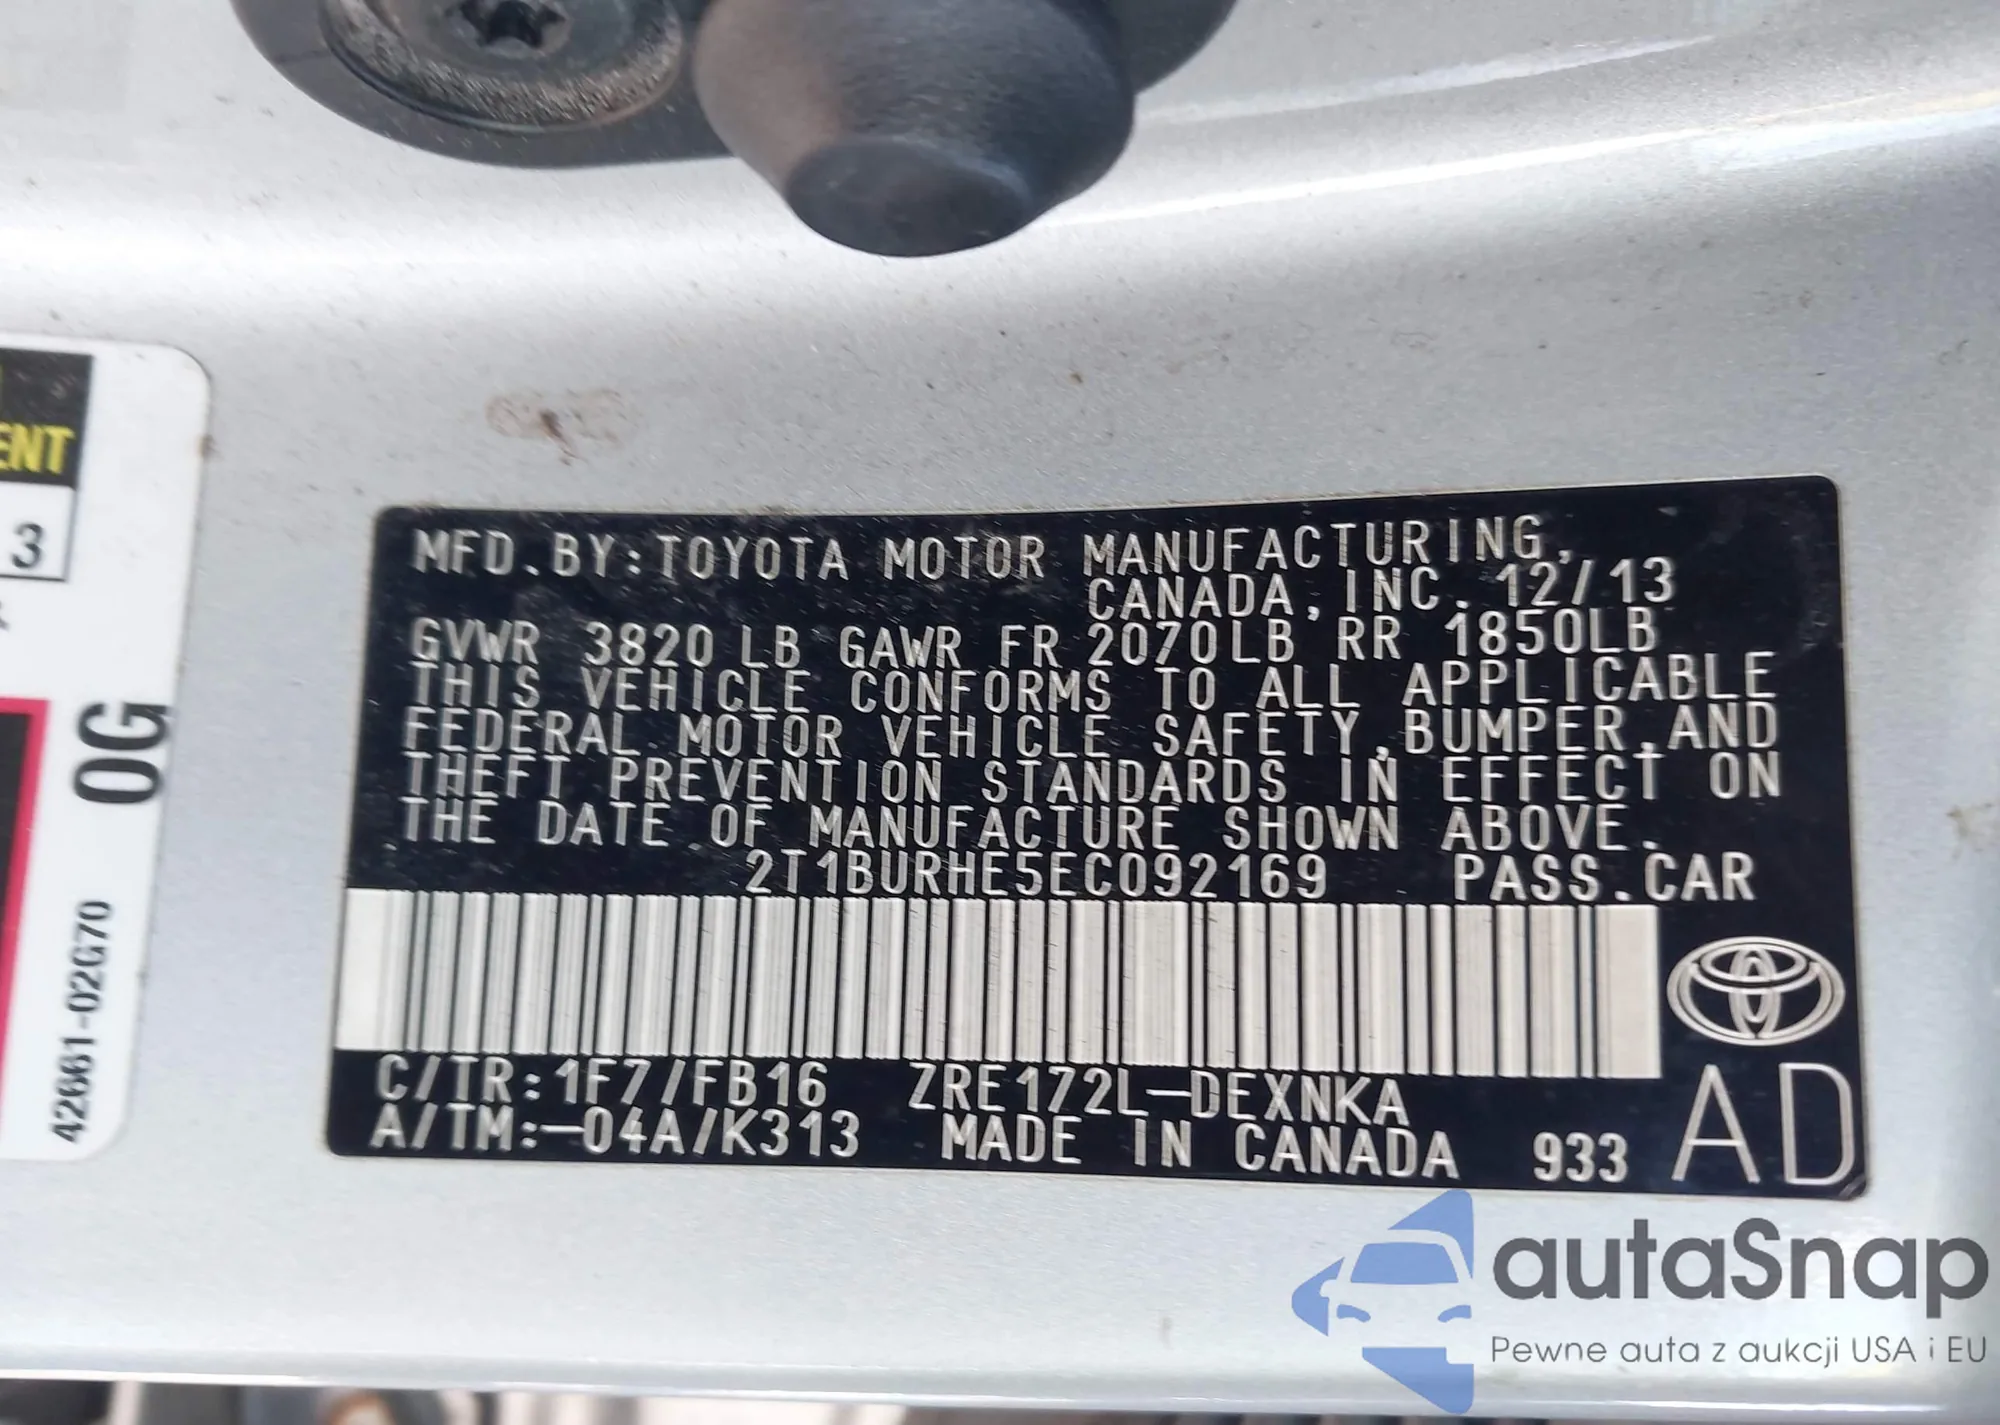 ENT
3
0G
42661-02G70
MFD.BY:TOYOTA MOTOR MANUFACTURING,
CANADA, INC. 12/13
GVWR 3820 LB GAWR FR 2070LB RR 1850LB
THIS VEHICLE CONFORMS TO ALL APPLICABLE
FEDERAL MOTOR VEHICLE SAFETY,BUMPER,AND
THEFT PREVENTION STANDARDS IN EFFECT ON
THE DATE OF MANUFACTURE SHOWN ABOVE.
2T1BURHE5EC092169 PASS.CAR
C/TR:1F7/FB16 ZRE172L-DEXNKA
A/TM:-04A/K313 MADE IN CANADA 933 AD
autaSnap
Pewne auta z aukcji USA i EU